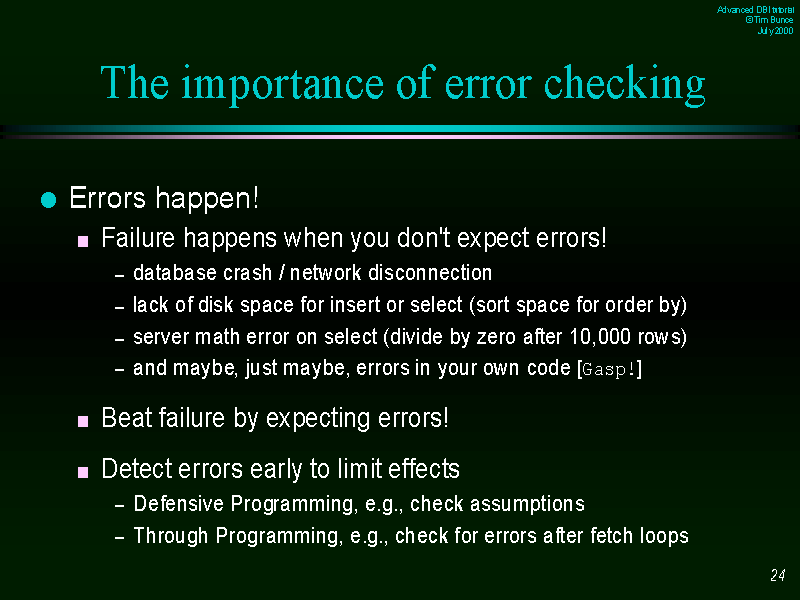 Advanced DBI tutorial
© Tim Bunce
July 2000
The importance of error checking
Errors happen!
Failure happens when you don't expect errors!
– database crash / network disconnection
– lack of disk space for insert or select (sort space for order by)
– server math error on select (divide by zero after 10,000 rows)
– and maybe, just maybe, errors in your own code [Gasp!]
Beat failure by expecting errors!
Detect errors early to limit effects
– Defensive Programming, e.g., check assumptions
– Through Programming, e.g., check for errors after fetch loops
24